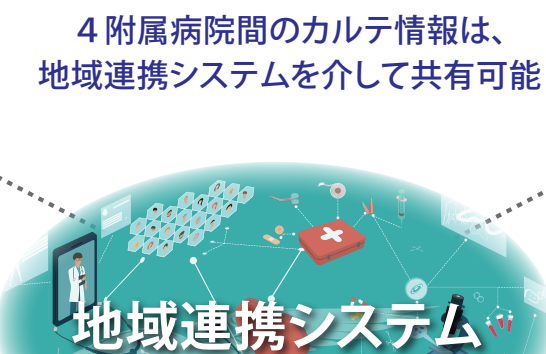 ４附属病院間のカルテ情報は、
地域連携システムを介して共有可能
地域連携システム